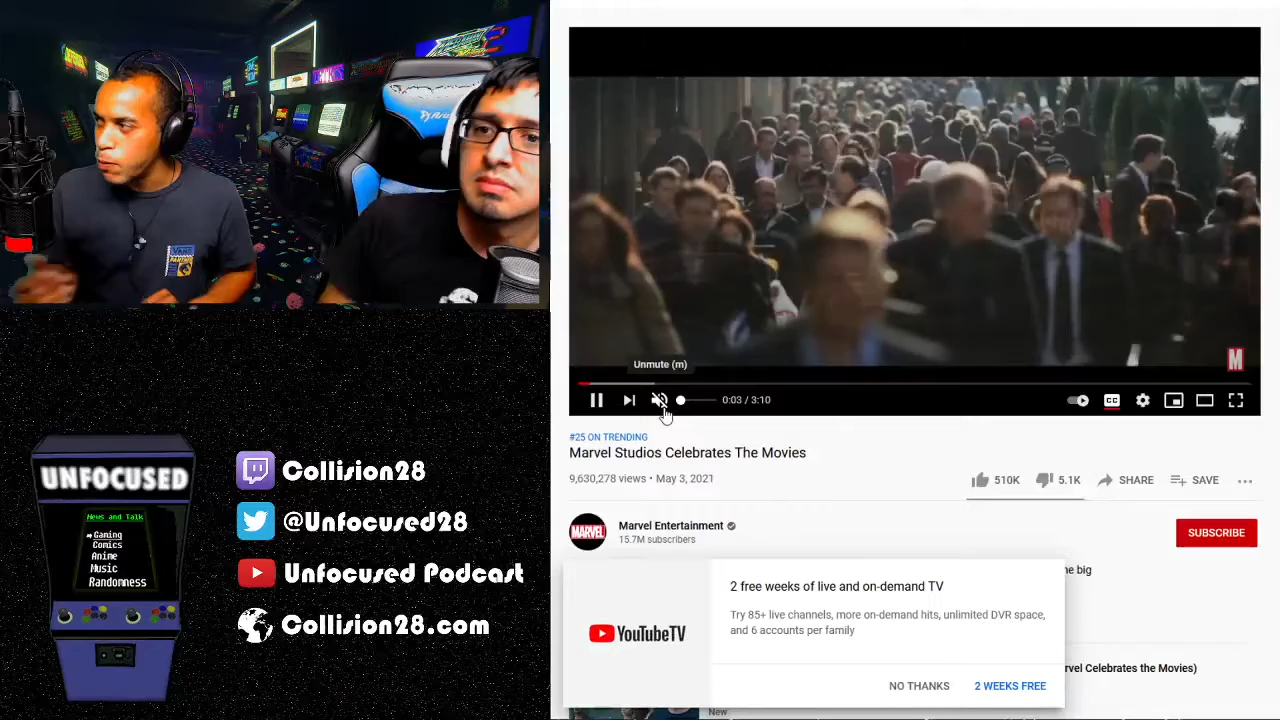 Unmute (m)
0:03 / 3:10
CC
M
#25 ON TRENDING
Marvel Studios Celebrates The Movies
9,630,278 views • May 3, 2021
510K
5.1K
SHARE
SAVE
MARVEL
Marvel Entertainment
15.7M subscribers
SUBSCRIBE
ne big
2 free weeks of live and on-demand TV
Try 85+ live channels, more on-demand hits, unlimited DVR space,
and 6 accounts per family
YouTubeTV
NO THANKS
2 WEEKS FREE
rvel Celebrates the Movies)
New
UNFOCUSED
News and Talk
Gaming
Comics
Anime
Music
Randomness
Collision28
@Unfocused28
Unfocused Podcast
Collision28.com